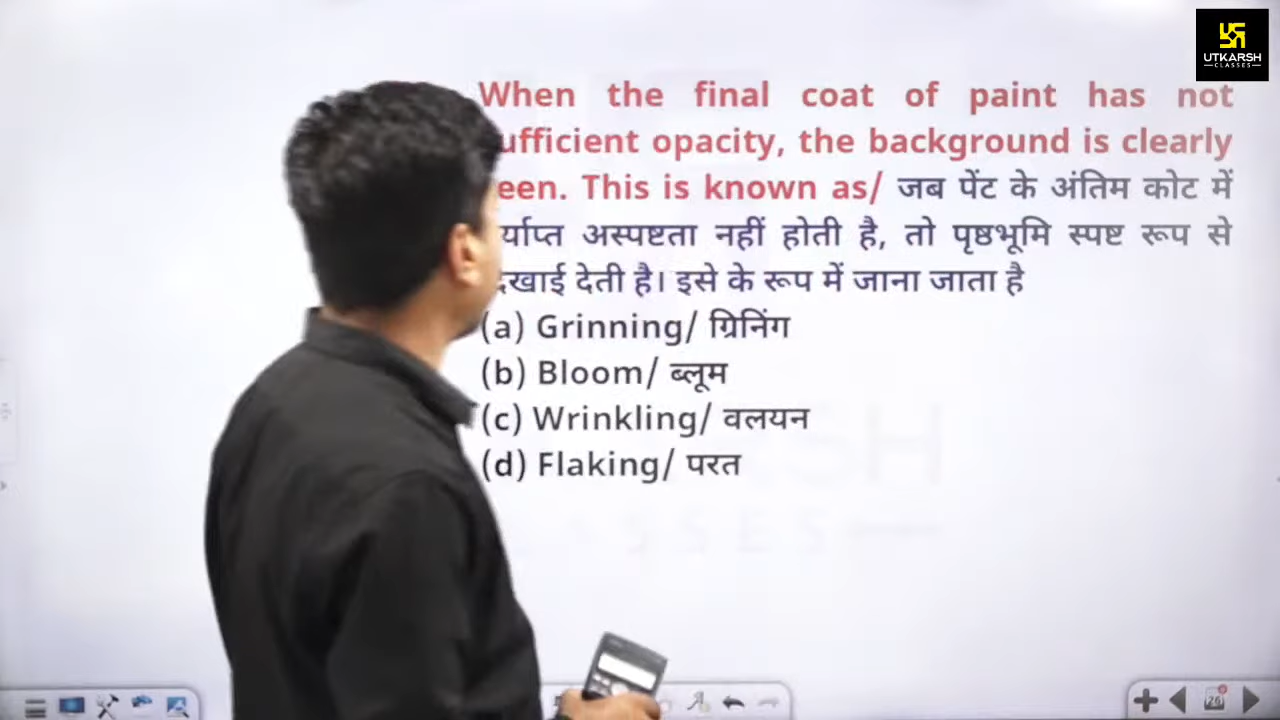 UTKARSH
CLASSES
When the final coat of paint has not
ufficient opacity, the background is clearly
een. This is known as/ जब पेंट के अंतिम कोट में
र्याप्त अस्पष्टता नहीं होती है, तो पृष्ठभूमि स्पष्ट रूप से
देती है। इसे के रूप में जाना जाता है
(a) Grinning/ ग्रिनिंग
(b) Bloom/ ब्लूम
(c) Wrinkling/ वलयन
(d) Flaking/ परत